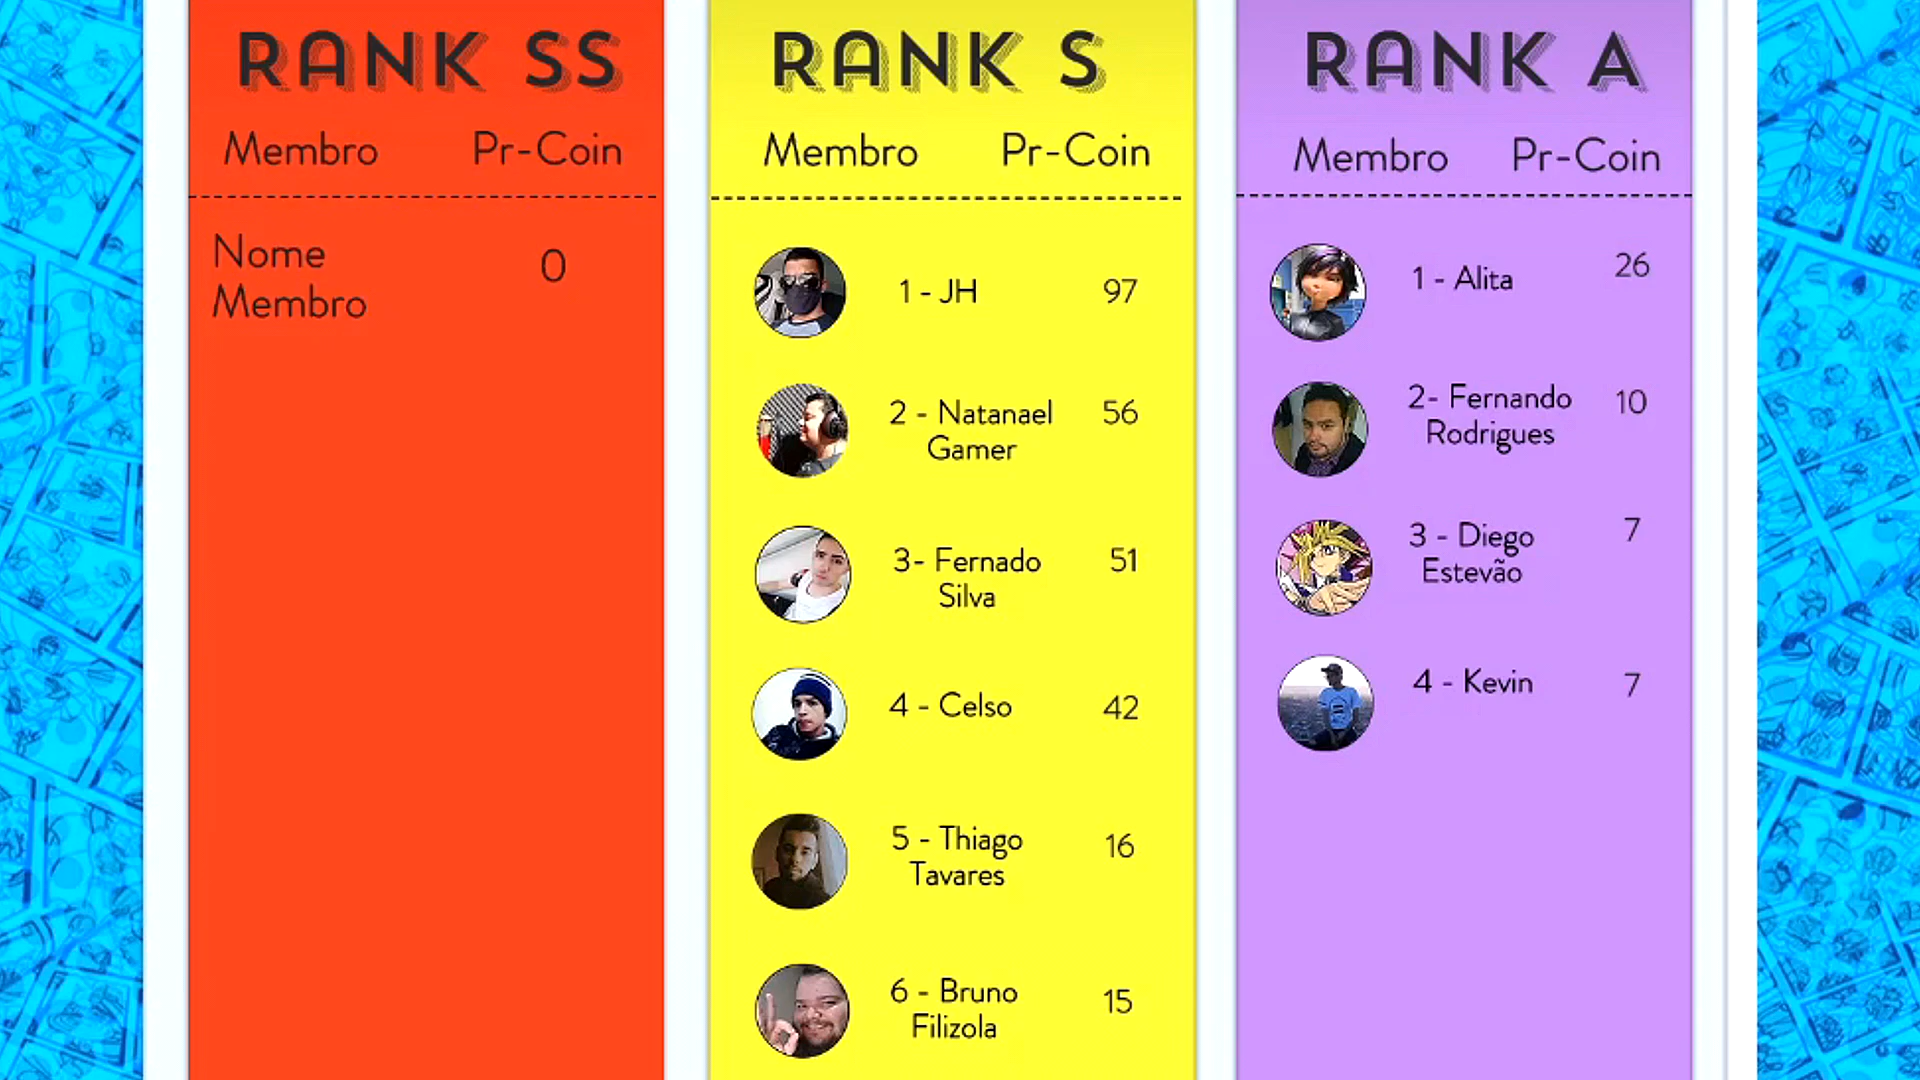 RANK SS
Membro Pr-Coin
Nome 0
Membro
RANK S
Membro Pr-Coin
1 - JH 97
2 - Natanael 56
Gamer
3- Fernado 51
Silva
4 - Celso 42
5 - Thiago 16
Tavares
6 - Bruno 15
Filizola
RANK A
Membro Pr-Coin
1 - Alita 26
2- Fernando 10
Rodrigues
3 - Diego 7
Estevão
4 - Kevin 7